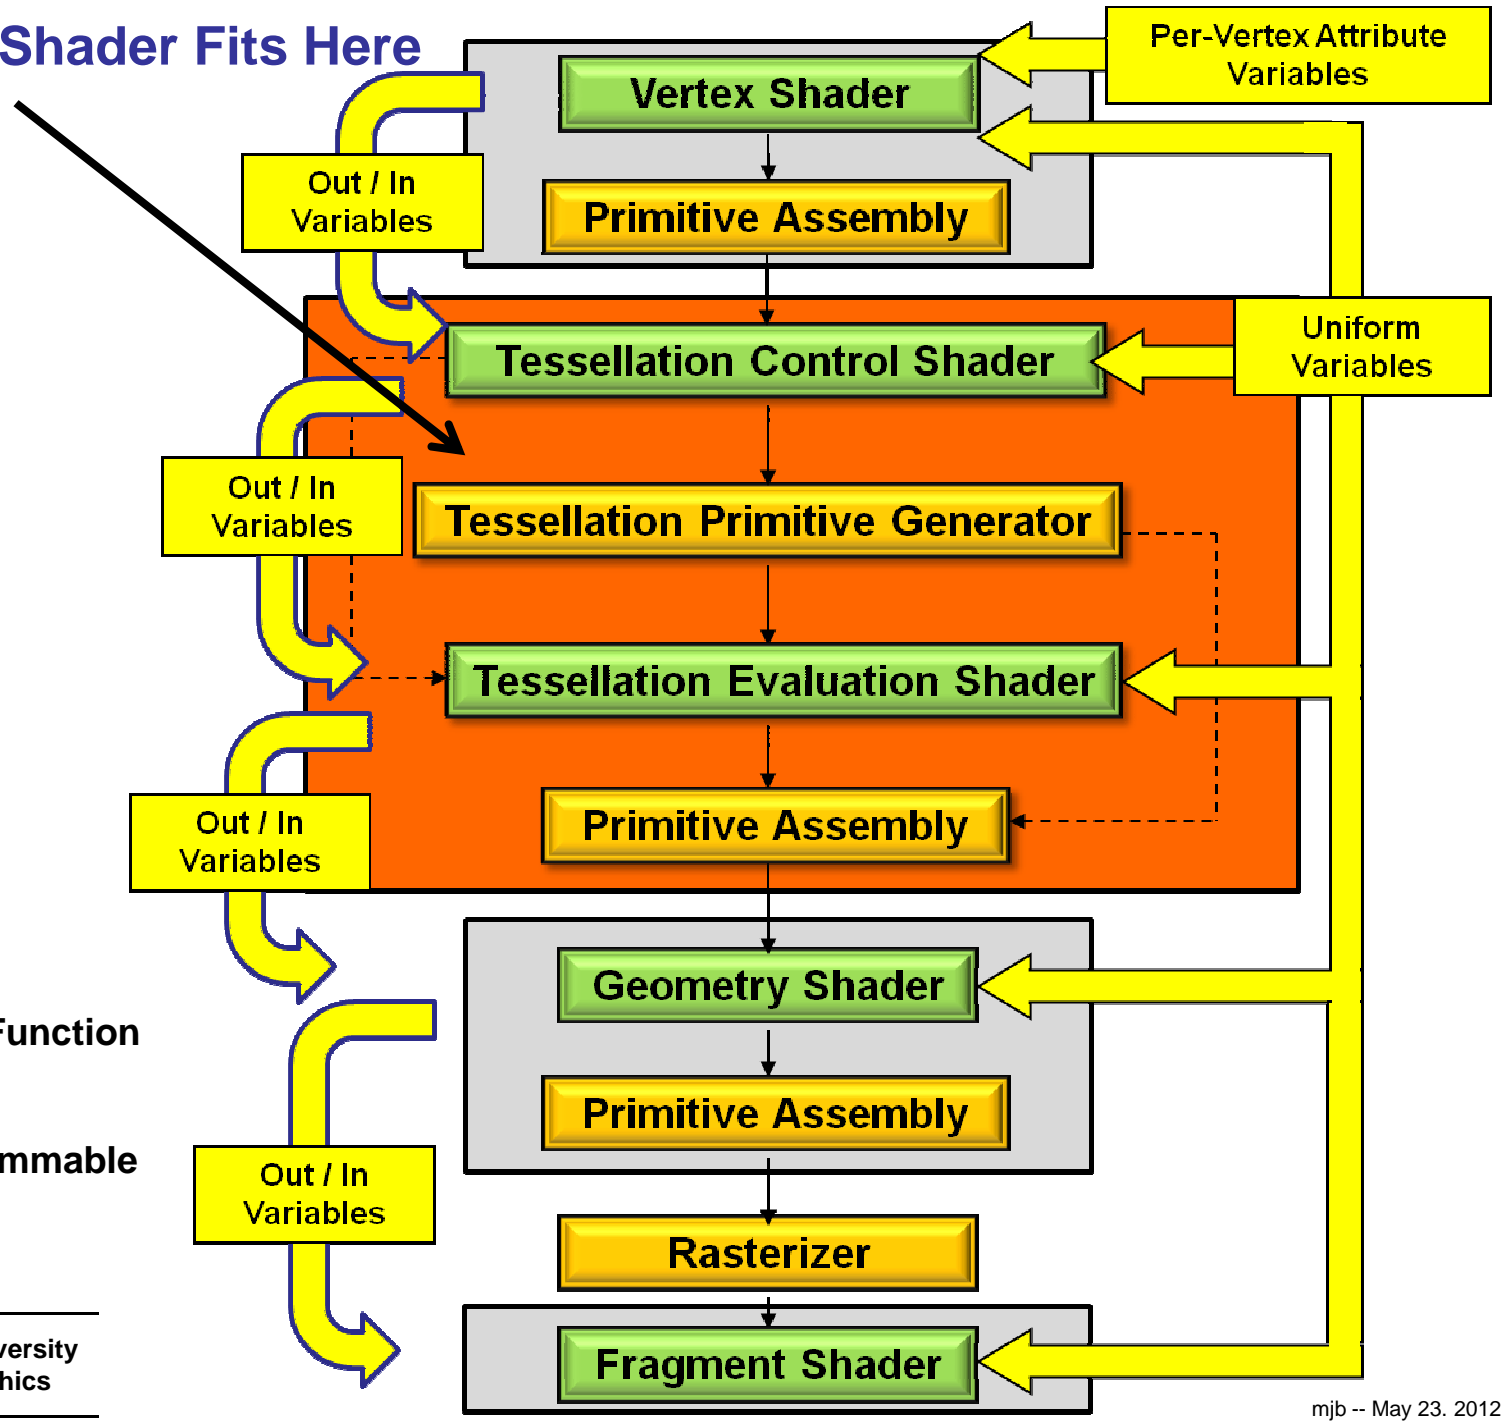 Shader Fits Here
Per-Vertex Attribute
Variables
Vertex Shader
Out / In
Variables
Primitive Assembly
Uniform
Variables
Tessellation Control Shader
Out / In
Variables
Tessellation Primitive Generator
Tessellation Evaluation Shader
Out / In
Variables
Primitive Assembly
Geometry Shader
Function
Primitive Assembly
mmable
Out / In
Variables
Rasterizer
versity
hics
Fragment Shader
mjb -- May 23. 2012